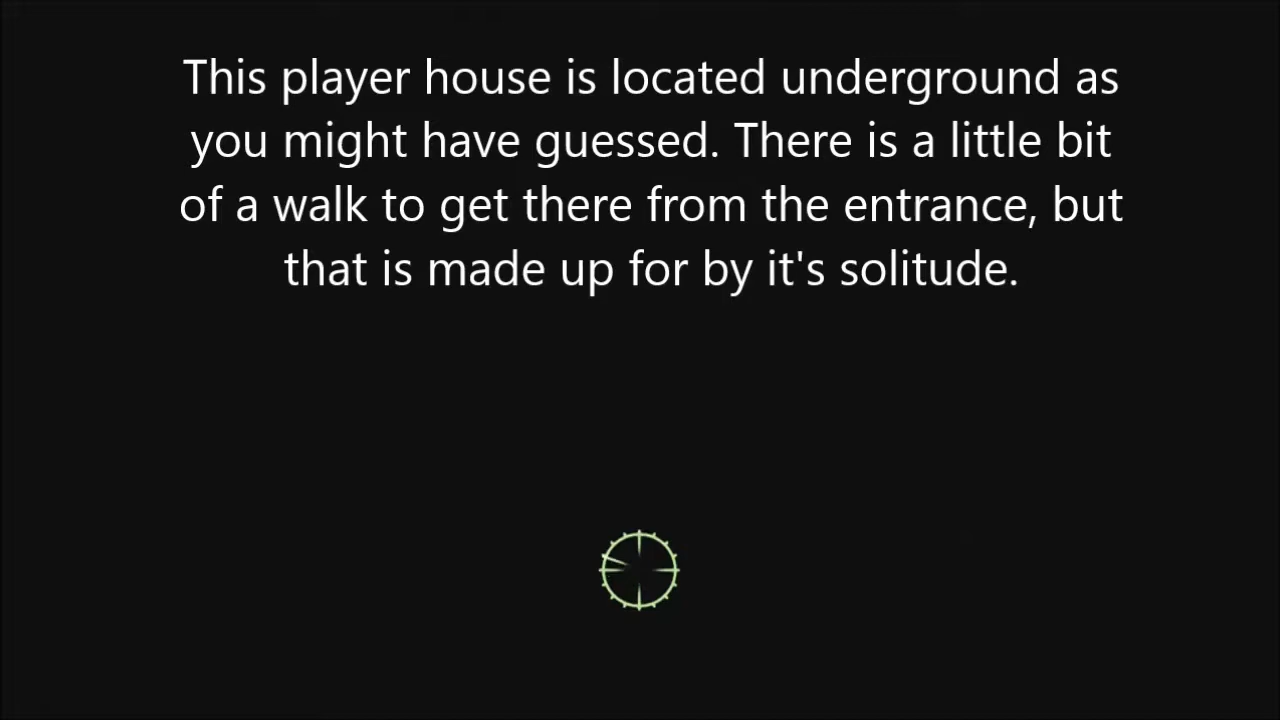 This player house is located underground as
you might have guessed. There is a little bit
of a walk to get there from the entrance, but
that is made up for by it's solitude.